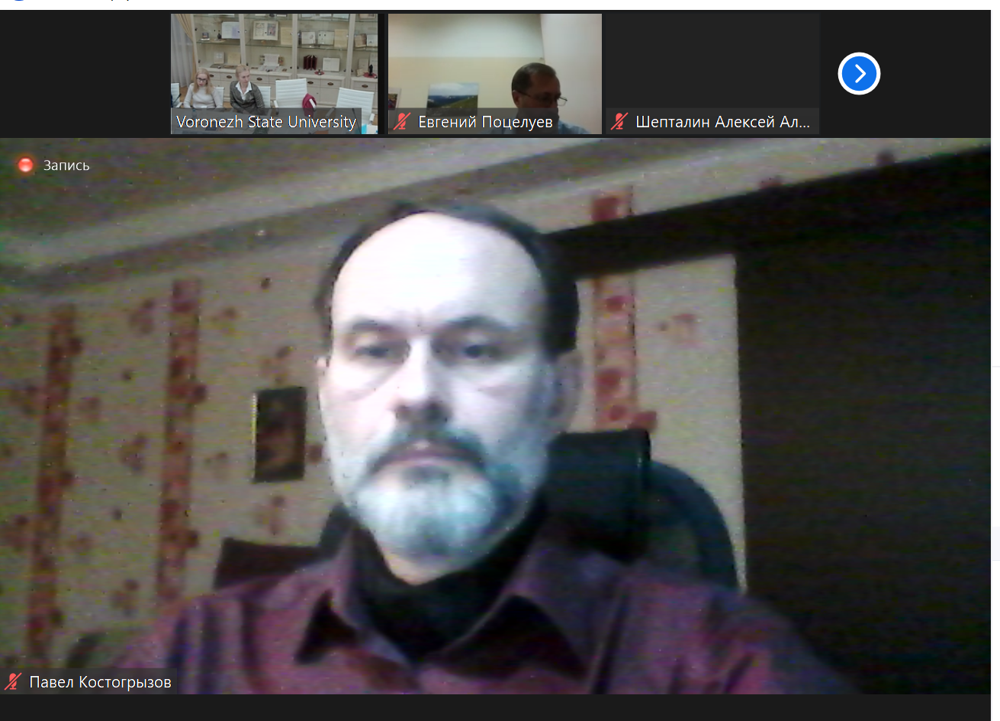 Voronezh State University
Евгений Поцелуев
Шепталин Алексей Ал...
Запись
Павел Костогрызов